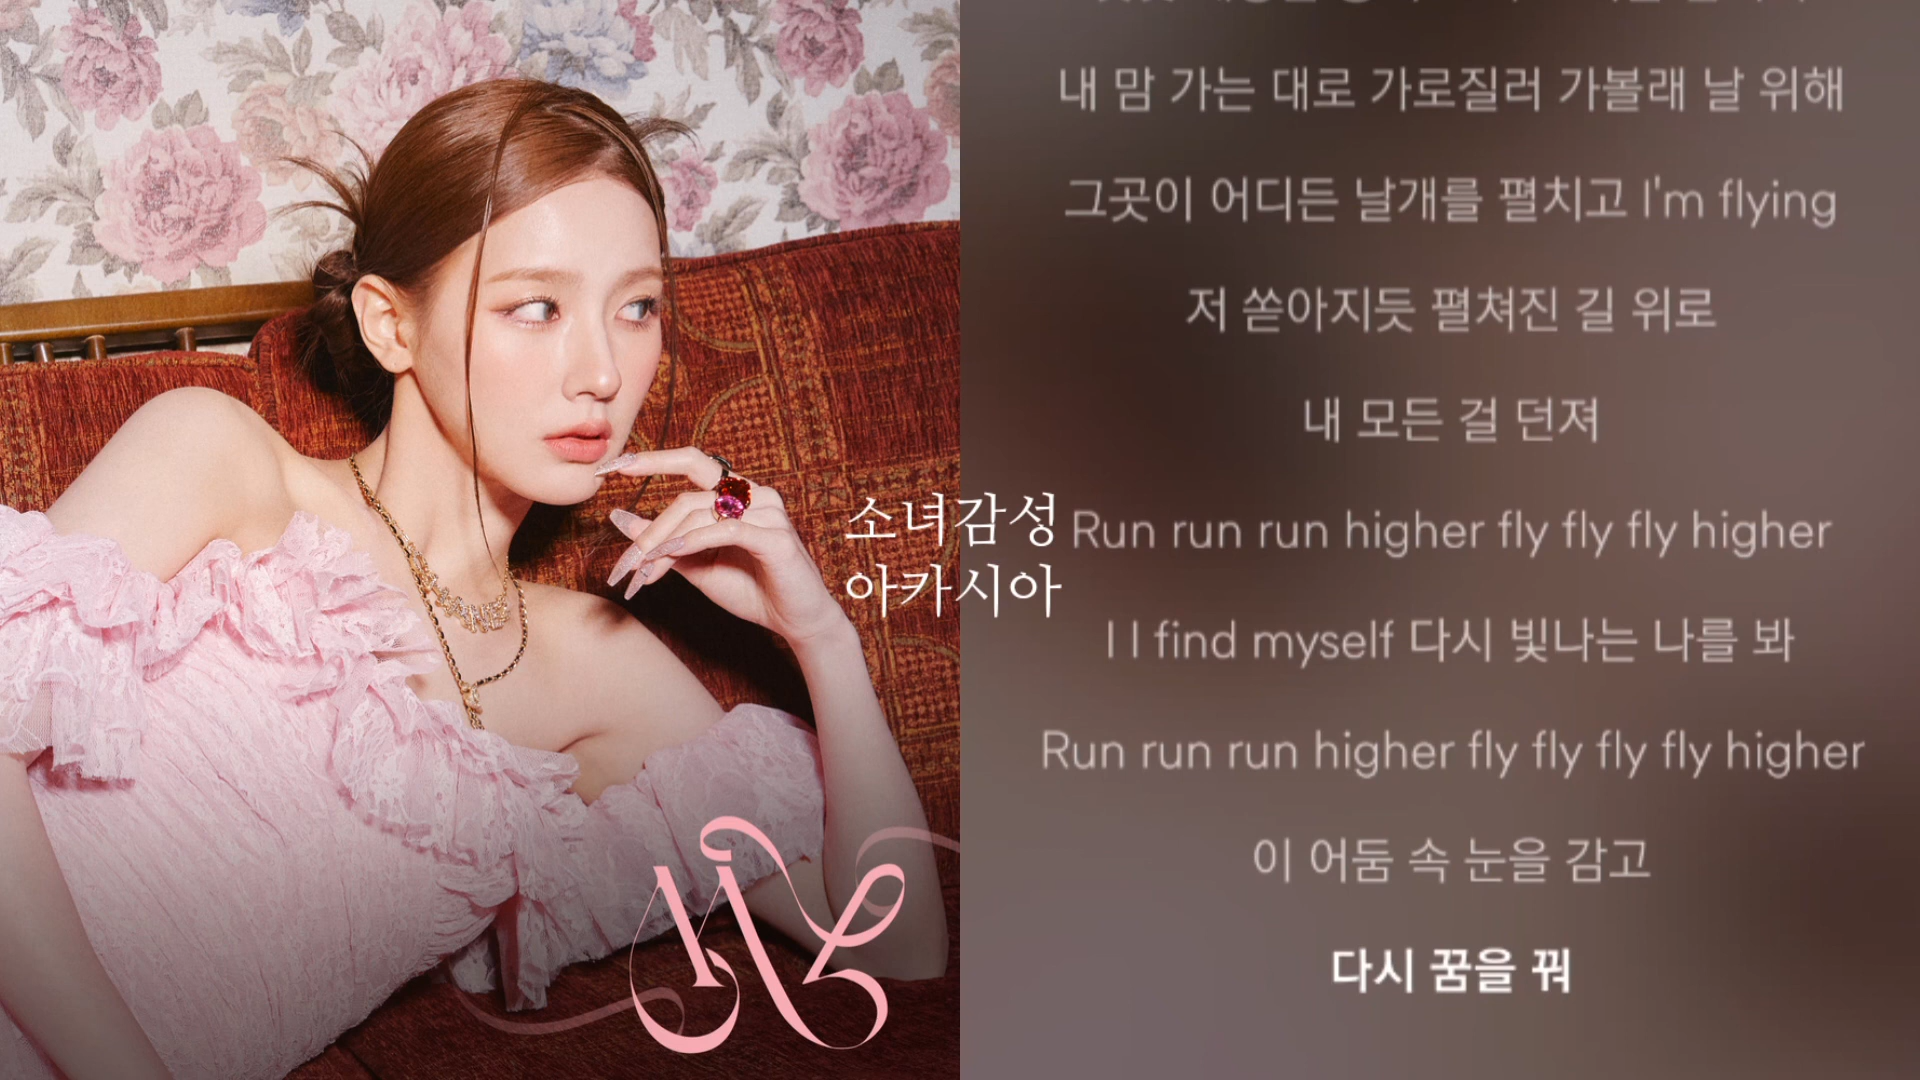 소녀감성
아카시아
내 맘 가는 대로 가로질러 가볼래 날 위해
그곳이 어디든 날개를 펼치고 I'm flying
저 쏟아지듯 펼쳐진 길 위로
내 모든 걸 던져
Run run run higher fly fly fly higher
I I find myself 다시 빛나는 나를 봐
Run run run higher fly fly fly fly higher
이 어둠 속 눈을 감고
다시 꿈을 꿔